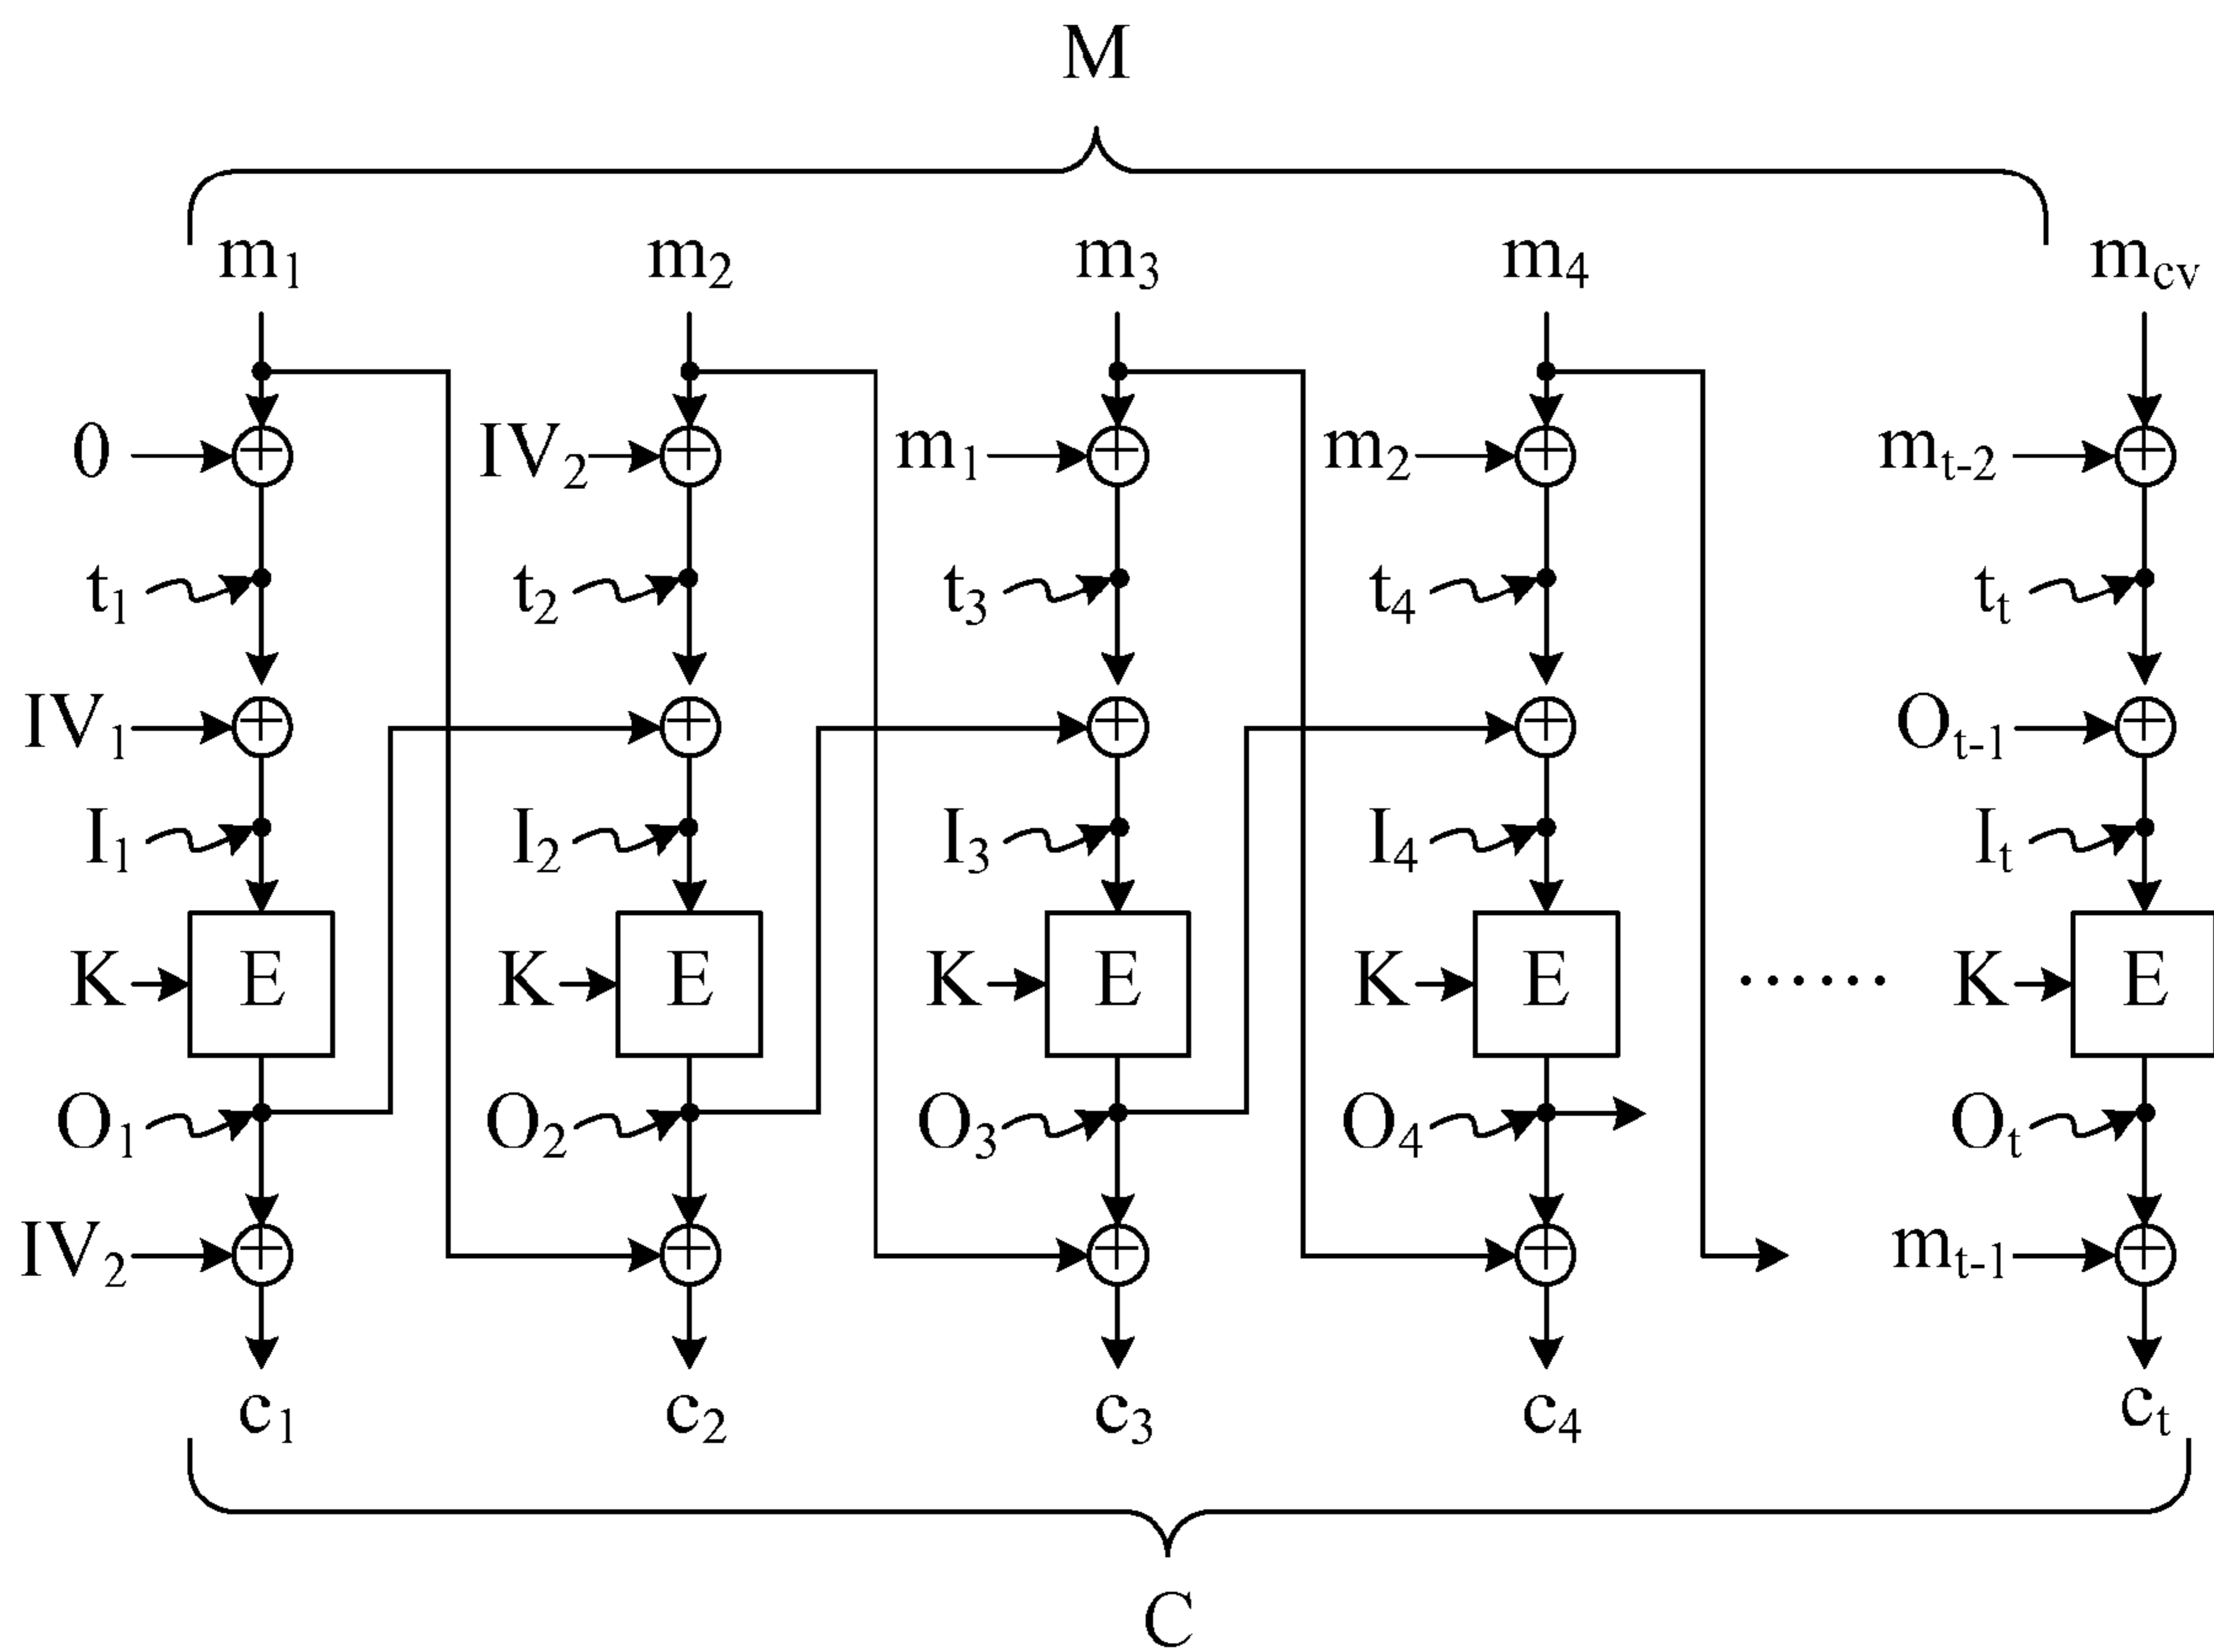 M
m1 m2 m3 m4 mcv
0 IV2 m1 m2 mt-2
t1 t2 t3 t4 tt
IV1 Ot-1
I1 I2 I3 I4 It
K E K E K E K E ...... K E
O1 O2 O3 O4 Ot
IV2 mt-1
c1 c2 c3 c4 ct
C